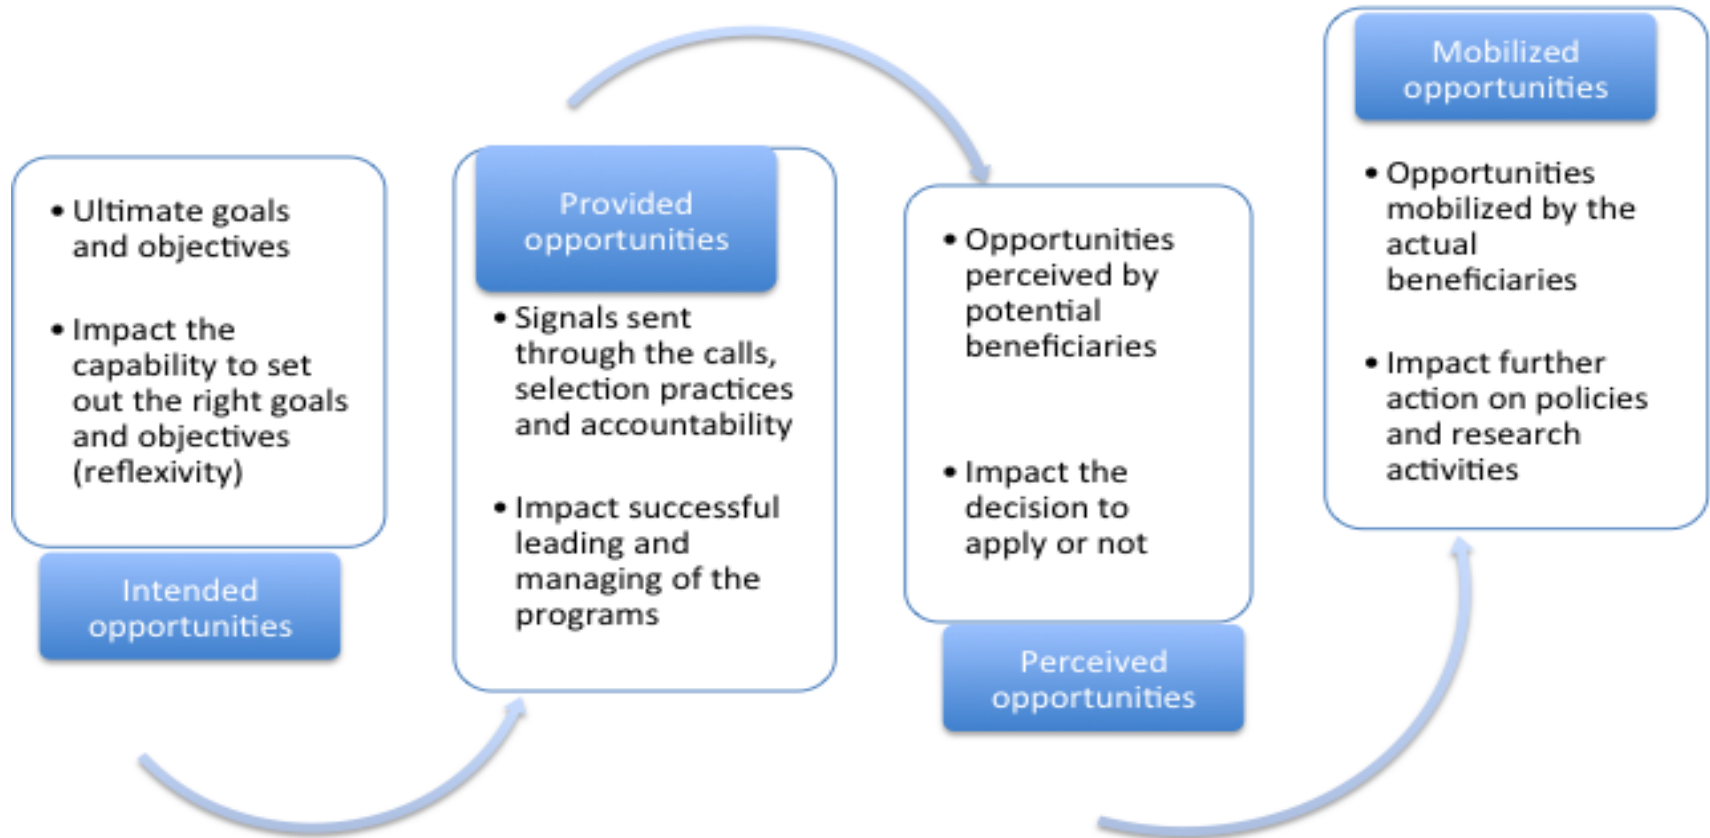 • Ultimate goals
and objectives
• Impact the
capability to set
out the right goals
and objectives
(reflexivity)
Intended
opportunities
Provided
opportunities
• Signals sent
through the calls,
selection practices
and accountability
• Impact successful
leading and
managing of the
programs
• Opportunities
perceived by
potential
beneficiaries
• Impact the
decision to
apply or not
Perceived
opportunities
Mobilized
opportunities
• Opportunities
mobilized by the
actual
beneficiaries
• Impact further
action on policies
and research
activities